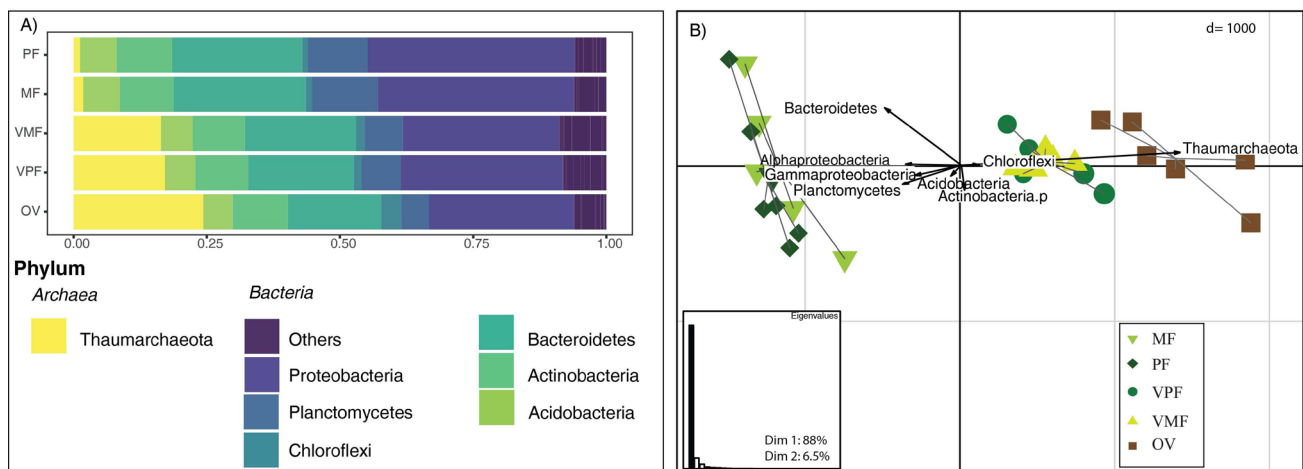 A)
PF
MF
VMF
VPF
OV
0.00 0.25 0.50 0.75 1.00
Phylum
Archaea
Thaumarchaeota
Bacteria
Others
Proteobacteria
Planctomycetes
Chloroflexi
Bacteroidetes
Actinobacteria
Acidobacteria
B)
d= 1000
Bacteroidetes
Alphaproteobacteria
Gammaproteobacteria
Planctomycetes
Chloroflexi
Acidobacteria
Actinobacteria.p
Thaumarchaeota
Eigenvalues
Dim 1: 88%
Dim 2: 6.5%
MF
PF
VPF
VMF
OV